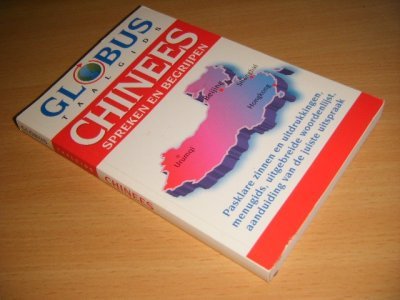 GLOBUS
TAALGIDS
CHINEES
SPREKEN EN BEGRIJPEN
Beijing
Shanghai
Hongkong
Urumqi
Pasklare zinnen en uitdrukkingen,
menugids, uitgebreide woordenlijst,
aanduiding van de juiste uitspraak
CHINEES